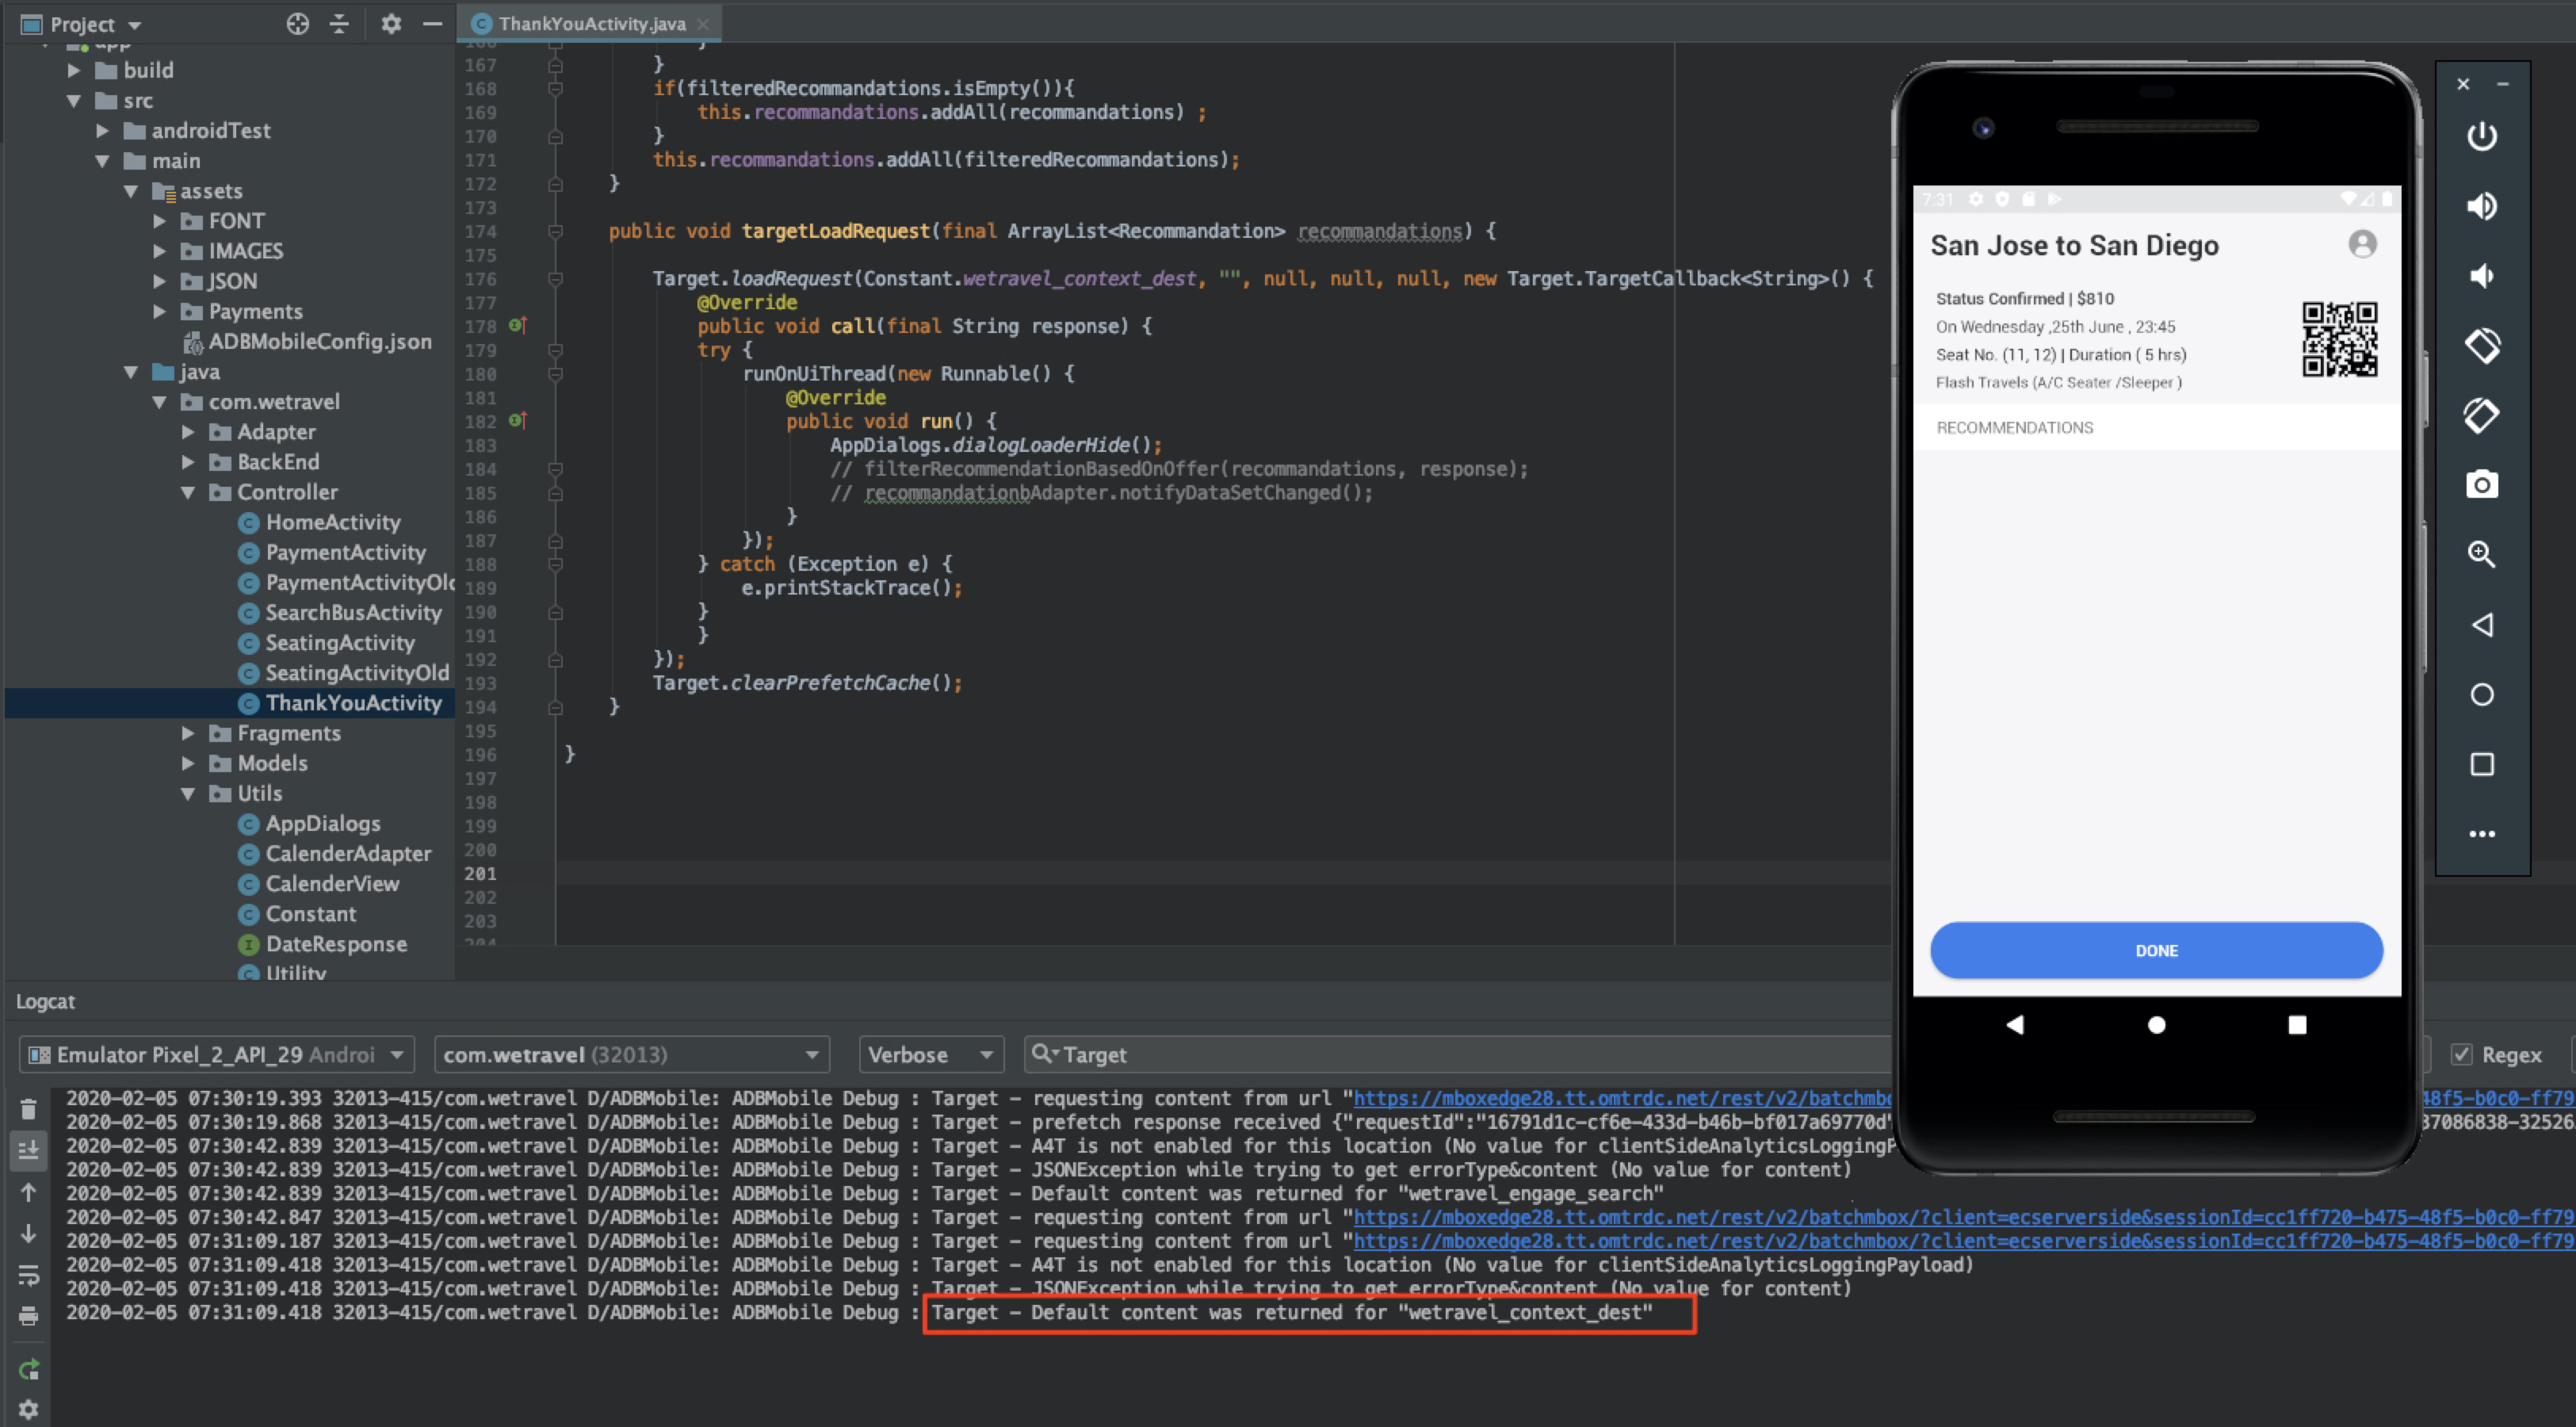 Project
ThankYouActivity.java
app
build
src
androidTest
main
assets
FONT
IMAGES
JSON
Payments
ADBMobileConfig.json
java
com.wetravel
Adapter
BackEnd
Controller
HomeActivity
PaymentActivity
PaymentActivityOld
SearchBusActivity
SeatingActivity
SeatingActivityOld
ThankYouActivity
Fragments
Models
Utils
AppDialogs
CalenderAdapter
CalenderView
Constant
DateResponse
Utility
166 }
167 }
168 if(filteredRecommandations.isEmpty()){
169 this.recommandations.addAll(recommandations) ;
170 }
171 this.recommandations.addAll(filteredRecommandations);
172 }
173
174 public void targetLoadRequest(final ArrayList<Recommandation> recommandations) {
175
176 Target.loadRequest(Constant.wetravel_context_dest, "", null, null, null, new Target.TargetCallback<String>() {
177 @Override
178 public void call(final String response) {
179 try {
180 runOnUiThread(new Runnable() {
181 @Override
182 public void run() {
183 AppDialogs.dialogLoaderHide();
184 // filterRecommendationBasedOnOffer(recommandations, response);
185 // recommandationbAdapter.notifyDataSetChanged();
186 }
187 });
188 } catch (Exception e) {
189 e.printStackTrace();
190 }
191 }
192 });
193 Target.clearPrefetchCache();
194 }
195
196 }
197
198
199
200
201
202
203
204
7:31
San Jose to San Diego
Status Confirmed | $810
On Wednesday ,25th June , 23:45
Seat No. (11, 12) | Duration ( 5 hrs)
Flash Travels (A/C Seater /Sleeper )
RECOMMENDATIONS
DONE
Logcat
Emulator Pixel_2_API_29 Androi com.wetravel (32013) Verbose Target Regex
2020-02-05 07:30:19.393 32013-415/com.wetravel D/ADBMobile: ADBMobile Debug : Target - requesting content from url "https://mboxedge28.tt.omtrdc.net/rest/v2/batchmbo 48f5-b0c0-ff79
2020-02-05 07:30:19.868 32013-415/com.wetravel D/ADBMobile: ADBMobile Debug : Target - prefetch response received {"requestId":"16791d1c-cf6e-433d-b46b-bf017a69770d" 37086838-32526
2020-02-05 07:30:42.839 32013-415/com.wetravel D/ADBMobile: ADBMobile Debug : Target - A4T is not enabled for this location (No value for clientSideAnalyticsLoggingP
2020-02-05 07:30:42.839 32013-415/com.wetravel D/ADBMobile: ADBMobile Debug : Target - JSONException while trying to get errorType&content (No value for content)
2020-02-05 07:30:42.839 32013-415/com.wetravel D/ADBMobile: ADBMobile Debug : Target - Default content was returned for "wetravel_engage_search"
2020-02-05 07:30:42.847 32013-415/com.wetravel D/ADBMobile: ADBMobile Debug : Target - requesting content from url "https://mboxedge28.tt.omtrdc.net/rest/v2/batchmbox/?client=ecserverside&sessionId=cc1ff720-b475-48f5-b0c0-ff79
2020-02-05 07:31:09.187 32013-415/com.wetravel D/ADBMobile: ADBMobile Debug : Target - requesting content from url "https://mboxedge28.tt.omtrdc.net/rest/v2/batchmbox/?client=ecserverside&sessionId=cc1ff720-b475-48f5-b0c0-ff79
2020-02-05 07:31:09.418 32013-415/com.wetravel D/ADBMobile: ADBMobile Debug : Target - A4T is not enabled for this location (No value for clientSideAnalyticsLoggingPayload)
2020-02-05 07:31:09.418 32013-415/com.wetravel D/ADBMobile: ADBMobile Debug : Target - JSONException while trying to get errorType&content (No value for content)
2020-02-05 07:31:09.418 32013-415/com.wetravel D/ADBMobile: ADBMobile Debug : Target - Default content was returned for "wetravel_context_dest"